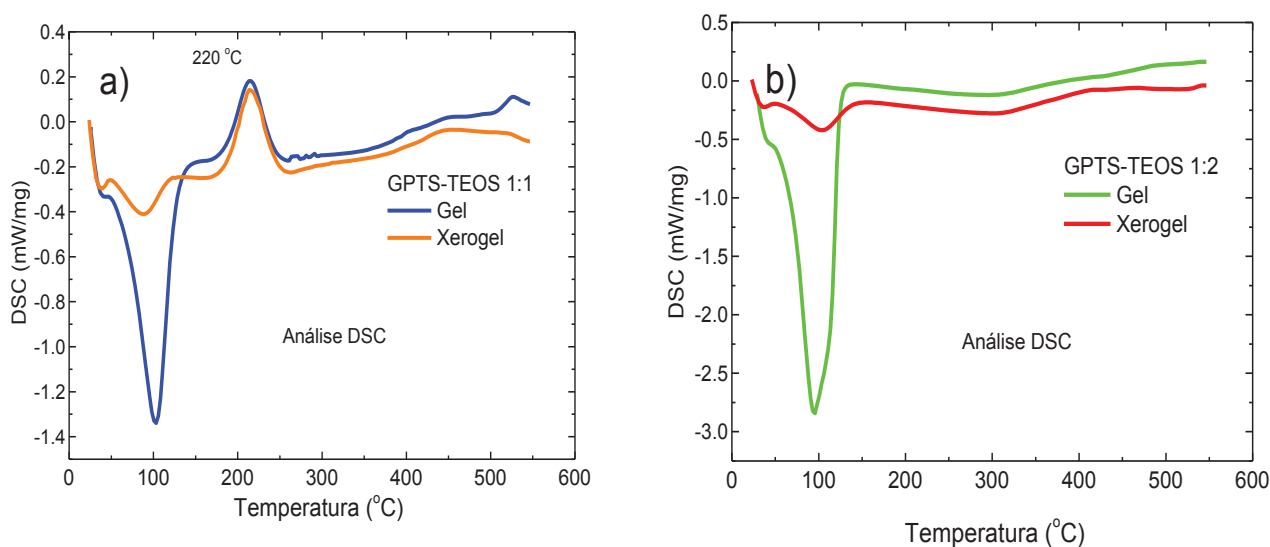 a)
220 °C
0.4
0.2
0.0
-0.2
-0.4
-0.6
-0.8
-1.0
-1.2
-1.4
DSC (mW/mg)
GPTS-TEOS 1:1
Gel
Xerogel
Análise DSC
0 100 200 300 400 500 600
Temperatura (°C)
b)
0.5
0.0
-0.5
-1.0
-1.5
-2.0
-2.5
-3.0
DSC (mW/mg)
GPTS-TEOS 1:2
Gel
Xerogel
Análise DSC
0 100 200 300 400 500 600
Temperatura (°C)